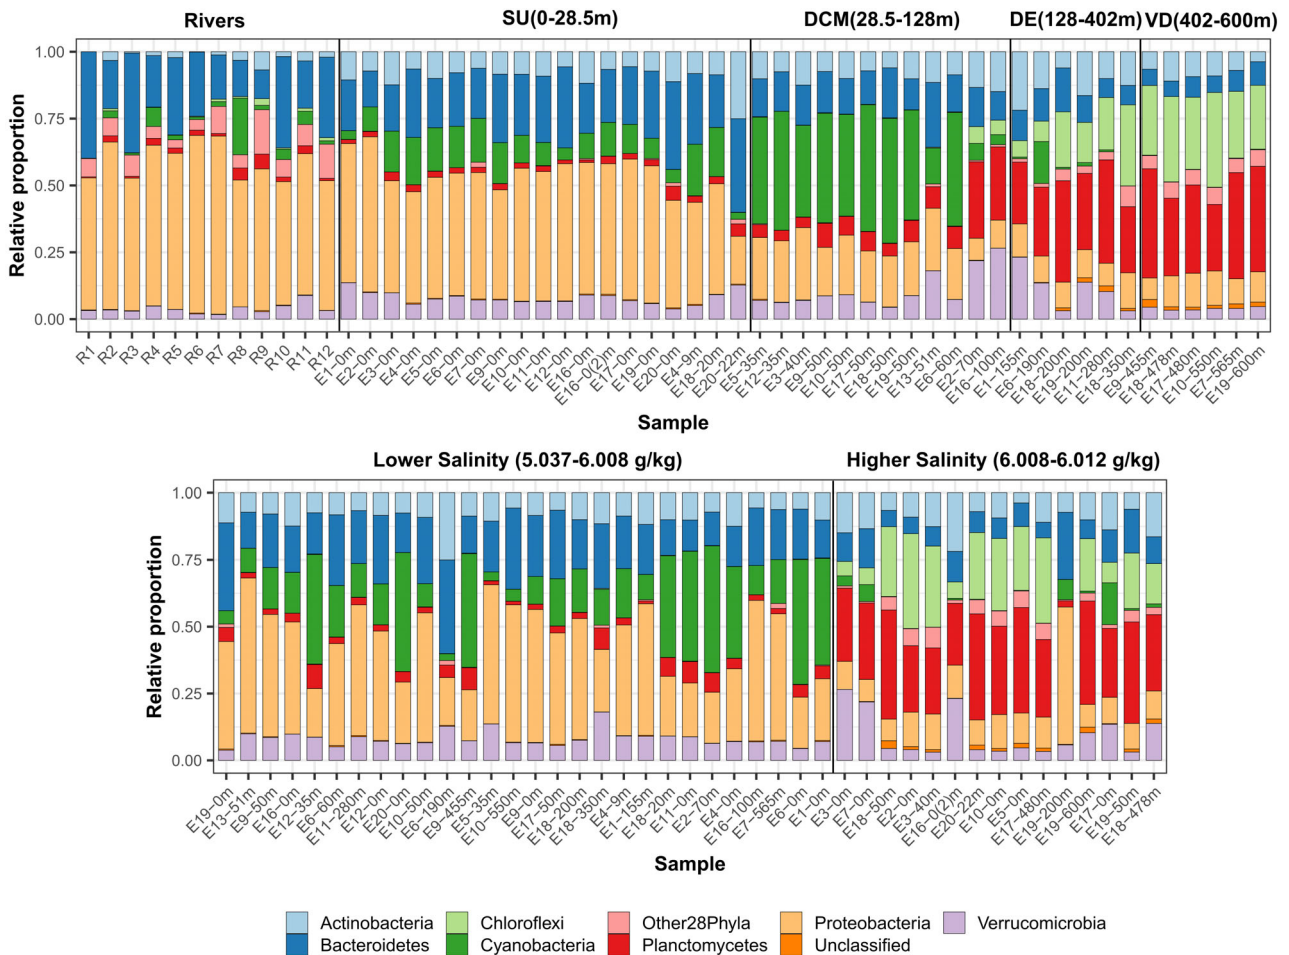 Rivers SU(0-28.5m) DCM(28.5-128m) DE(128-402m) VD(402-600m)
Relative proportion
1.00
0.75
0.50
0.25
0.00
R1 R2 R3 R4 R5 R6 R7 R8 R9 R10 R11 R12 E1−0m E2−0m E3−0m E4−0m E5−0m E6−0m E7−0m E9−0m E10−0m E11−0m E12−0m E16−0m E16−0(2)m E17−0m E19−0m E20−0m E4−9m E18−20m E20−22m E5−35m E12−35m E3−40m E9−50m E10−50m E17−50m E18−50m E19−50m E13−51m E6−60m E2−70m E16−100m E1−155m E6−190m E18−200m E19−200m E11−280m E18−350m E9−455m E18−478m E17−480m E10−550m E7−565m E19−600m
Sample
Lower Salinity (5.037-6.008 g/kg) Higher Salinity (6.008-6.012 g/kg)
Relative proportion
1.00
0.75
0.50
0.25
0.00
E19−0m E13−51m E9−50m E16−0m E12−35m E6−60m E11−280m E12−0m E20−0m E10−50m E6−190m E9−455m E5−35m E10−550m E9−0m E17−50m E18−200m E18−350m E4−9m E1−155m E18−20m E11−0m E2−70m E4−0m E16−100m E7−565m E6−0m E1−0m E3−0m E7−0m E18−50m E2−0m E3−40m E16−0(2)m E20−22m E10−0m E5−0m E17−480m E19−200m E19−600m E17−0m E19−50m E18−478m
Sample
Actinobacteria Chloroflexi Other28Phyla Proteobacteria Verrucomicrobia
Bacteroidetes Cyanobacteria Planctomycetes Unclassified